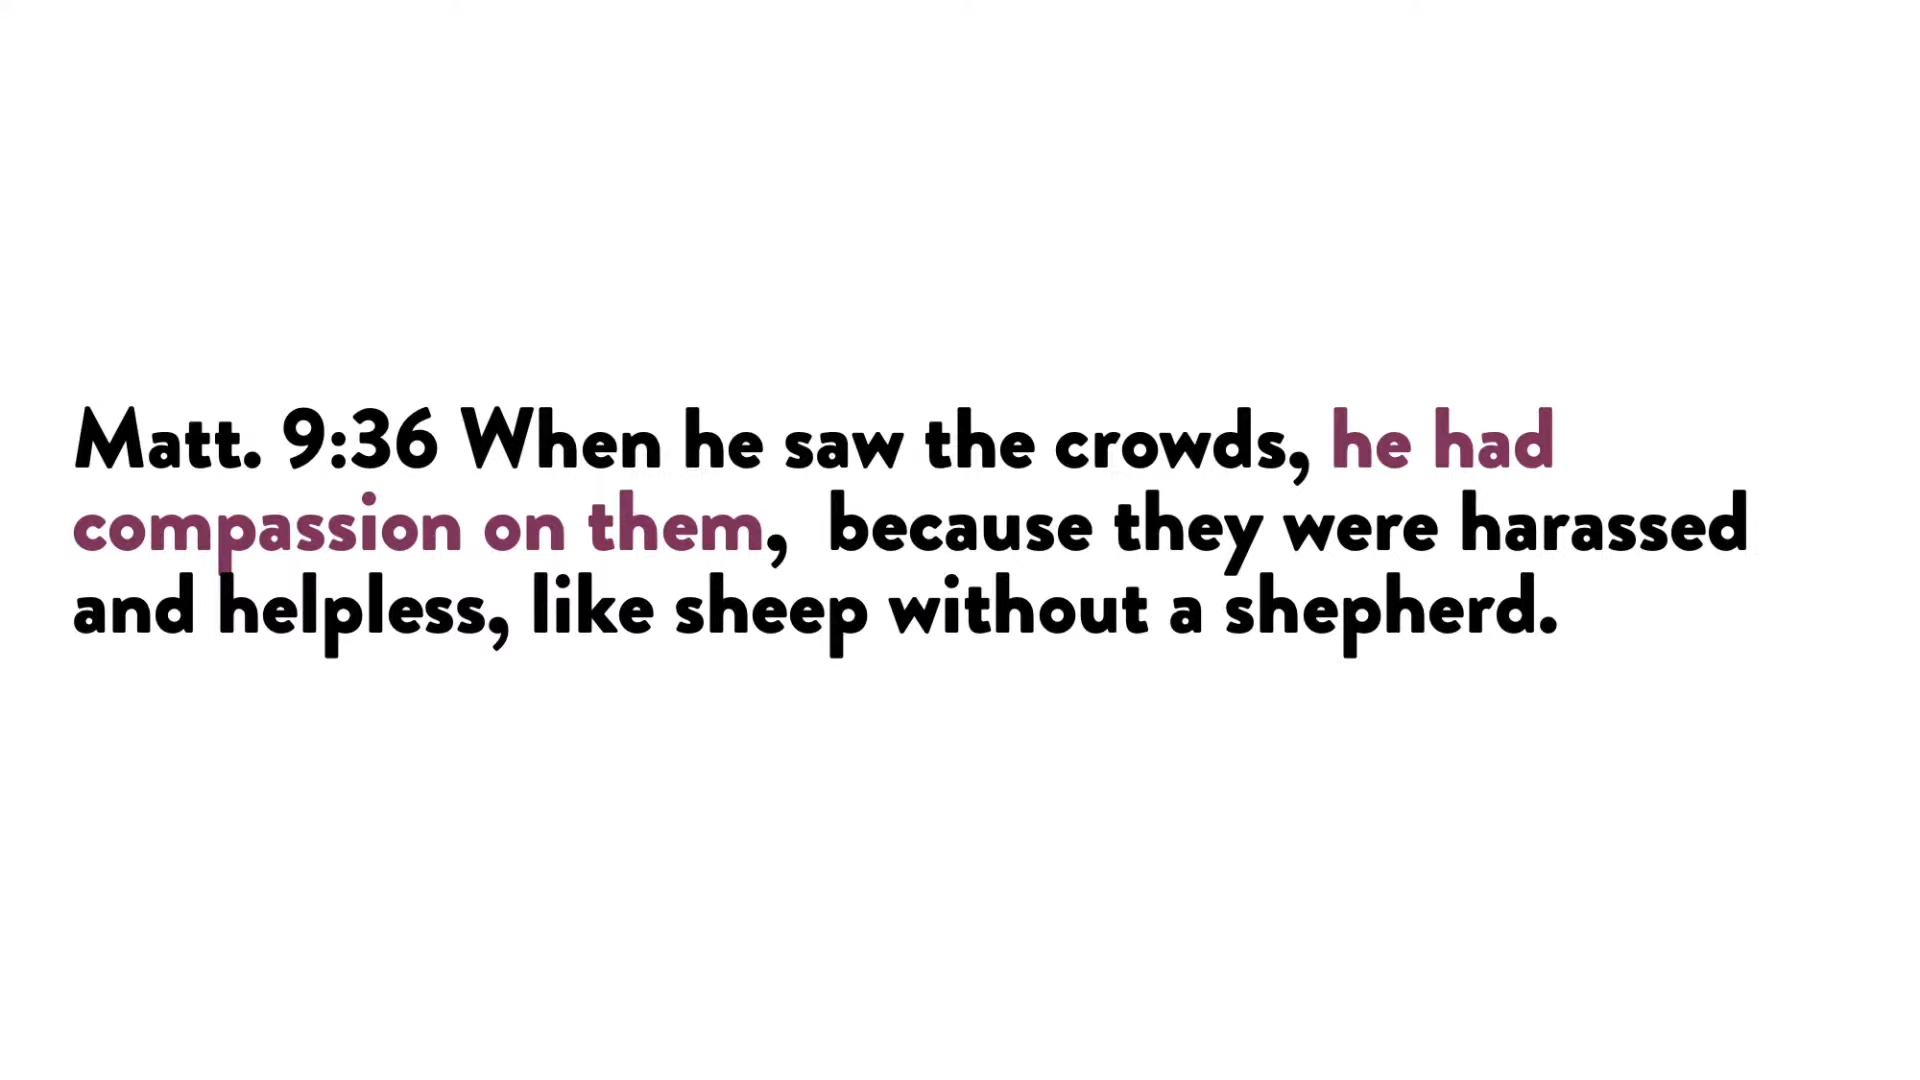 Matt. 9:36 When he saw the crowds, he had
compassion on them,  because they were harassed
and helpless, like sheep without a shepherd.